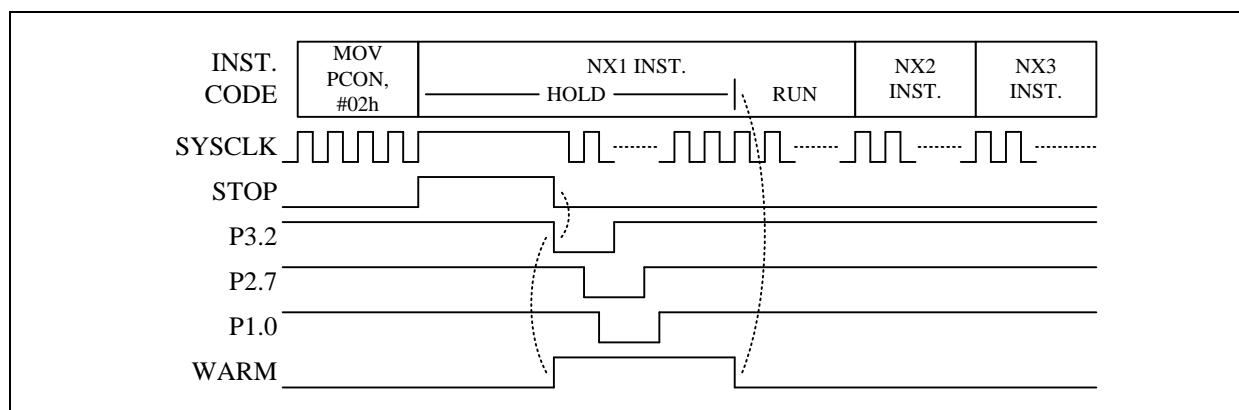 INST.
CODE
MOV
PCON,
#02h
NX1 INST.
HOLD
RUN
NX2
INST.
NX3
INST.
SYSCLK
STOP
P3.2
P2.7
P1.0
WARM